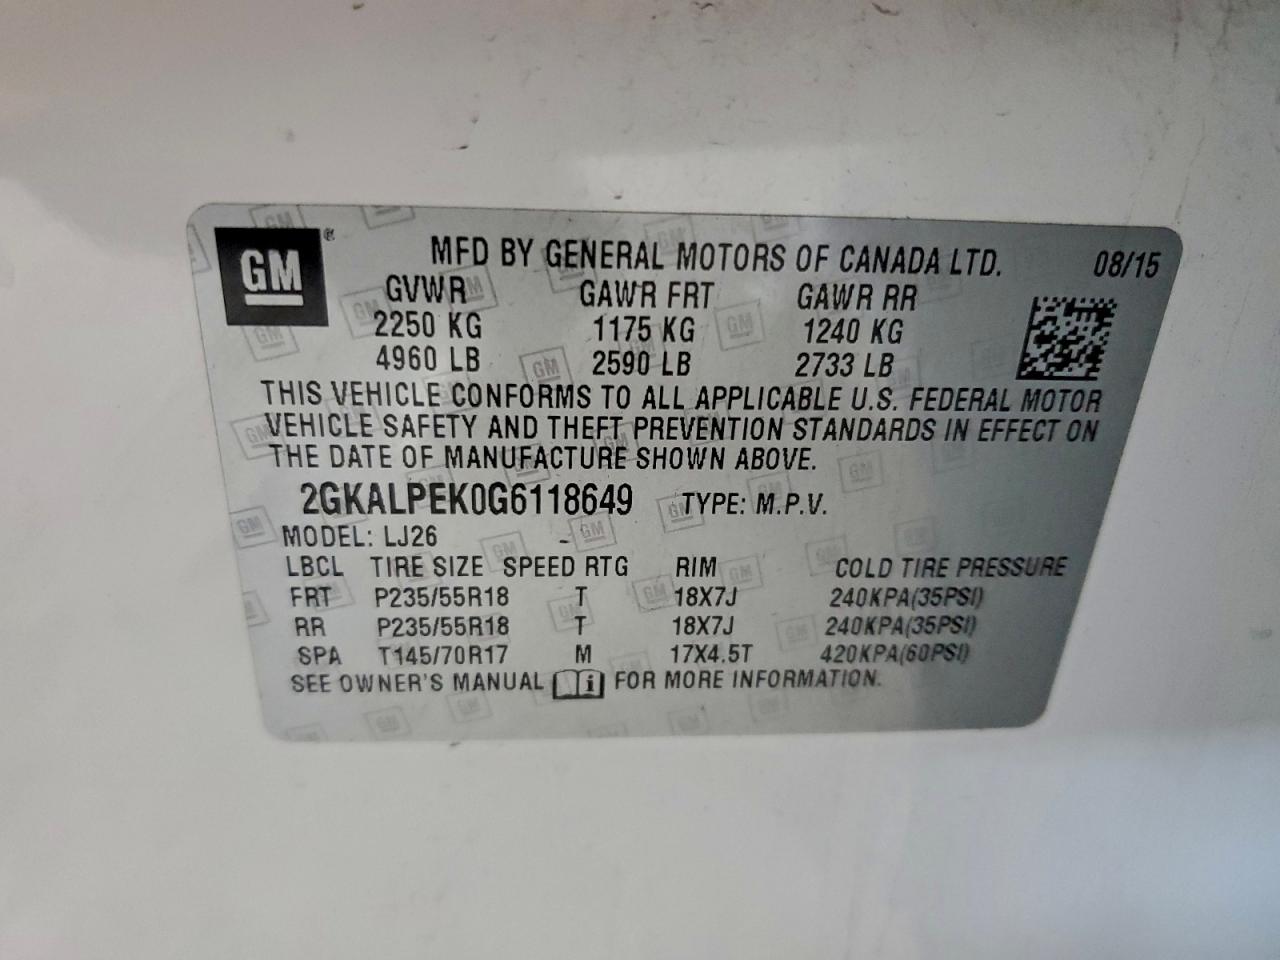 GM®
MFD BY GENERAL MOTORS OF CANADA LTD. 08/15
GVWR GAWR FRT GAWR RR
2250 KG 1175 KG 1240 KG
4960 LB 2590 LB 2733 LB
THIS VEHICLE CONFORMS TO ALL APPLICABLE U.S. FEDERAL MOTOR
VEHICLE SAFETY AND THEFT PREVENTION STANDARDS IN EFFECT ON
THE DATE OF MANUFACTURE SHOWN ABOVE.
2GKALPEK0G6118649 TYPE: M.P.V.
MODEL: LJ26 -
LBCL TIRE SIZE SPEED RTG RIM COLD TIRE PRESSURE
FRT P235/55R18 T 18X7J 240KPA(35PSI)
RR P235/55R18 T 18X7J 240KPA(35PSI)
SPA T145/70R17 M 17X4.5T 420KPA(60PSI)
SEE OWNER'S MANUAL i FOR MORE INFORMATION.